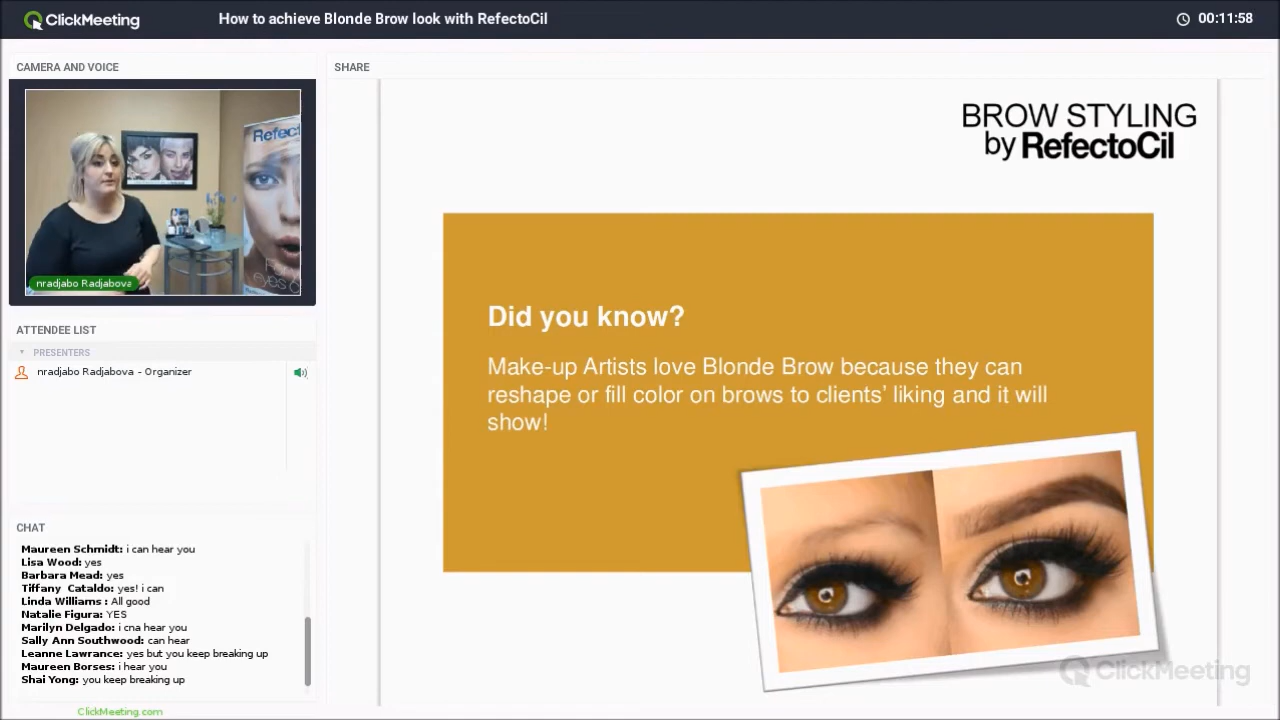 ClickMeeting
How to achieve Blonde Brow look with RefectoCil
00:11:58
CAMERA AND VOICE
Refect
eyes
nradjabo Radjabova
ATTENDEE LIST
PRESENTERS
nradjabo Radjabova - Organizer
CHAT
Maureen Schmidt: i can hear you
Lisa Wood: yes
Barbara Mead: yes
Tiffany Cataldo: yes! i can
Linda Williams : All good
Natalie Figura: YES
Marilyn Delgado: i cna hear you
Sally Ann Southwood: can hear
Leanne Lawrance: yes but you keep breaking up
Maureen Borses: i hear you
Shai Yong: you keep breaking up
ClickMeeting.com
SHARE
BROW STYLING
by RefectoCil
Did you know?
Make-up Artists love Blonde Brow because they can
reshape or fill color on brows to clients’ liking and it will
show!
ClickMeeting